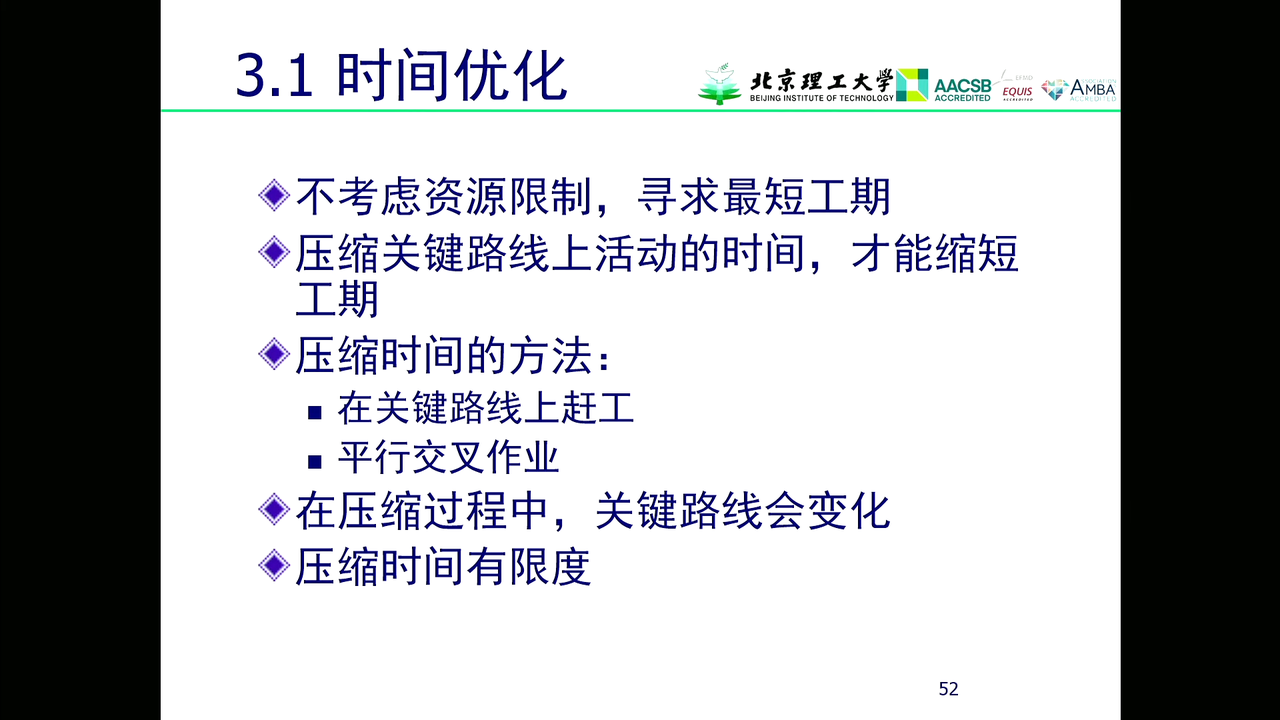 3.1 时间优化
北京理工大学
BEIJING INSTITUTE OF TECHNOLOGY
AACSB
ACCREDITED
EFMD
EQUIS
ACCREDITED
ASSOCIATION
AMBA
ACCREDITED
不考虑资源限制，寻求最短工期
压缩关键路线上活动的时间，才能缩短
工期
压缩时间的方法：
在关键路线上赶工
平行交叉作业
在压缩过程中，关键路线会变化
压缩时间有限度
52